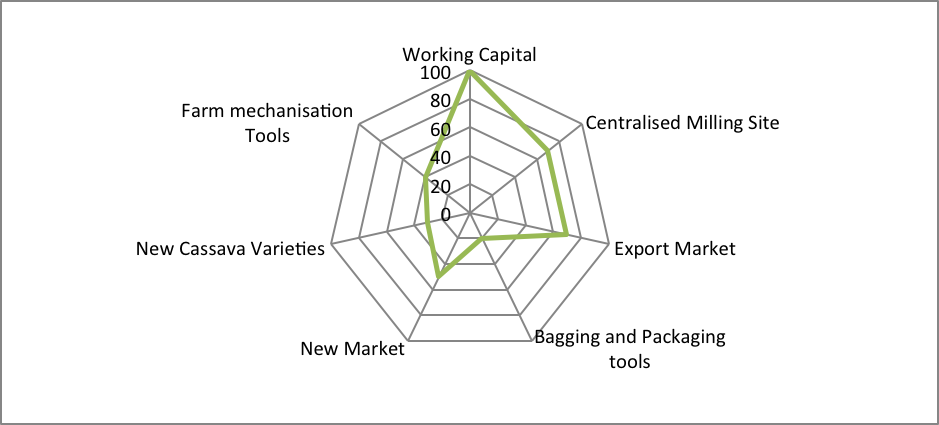 Working Capital
100
80
60
40
20
0
Centralised Milling Site
Export Market
Bagging and Packaging
tools
New Market
New Cassava Varieties
Farm mechanisation
Tools